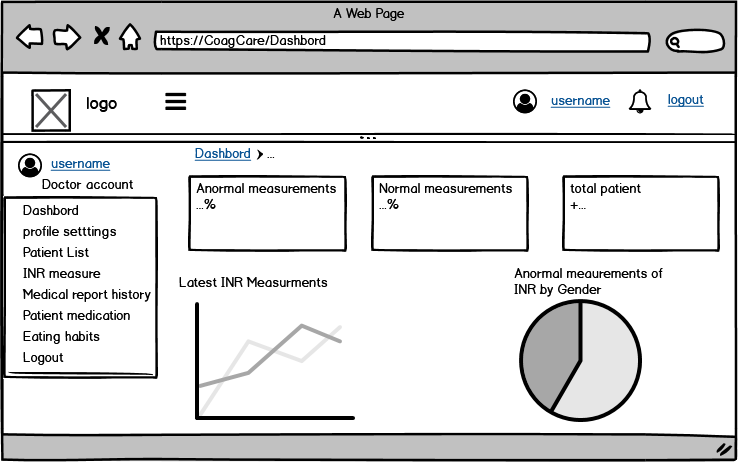 A Web Page
https://CoagCare/Dashbord
logo
username
logout
username
Doctor account
Dashbord
profile setttings
Patient List
INR measure
Medical report history
Patient medication
Eating habits
Logout
Dashbord ...
Anormal measurements
...%
Normal measurements
...%
total patient
+...
Latest INR Measurments
Anormal meaurements of
INR by Gender